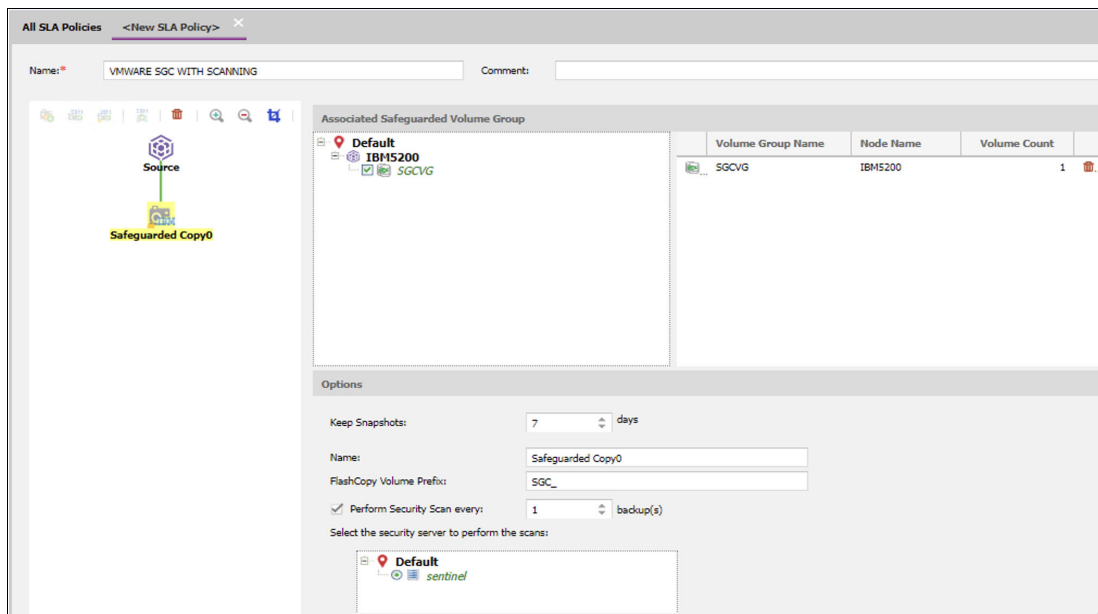 All SLA Policies <New SLA Policy>
Name:* VMWARE SGC WITH SCANNING Comment:
Source
Safeguarded Copy0
Associated Safeguarded Volume Group
Default
IBM5200
SGCVG
Volume Group Name Node Name Volume Count
SGCVG IBM5200 1
Options
Keep Snapshots: 7 days
Name: Safeguarded Copy0
FlashCopy Volume Prefix: SGC_
Perform Security Scan every: 1 backup(s)
Select the security server to perform the scans:
Default
sentinel